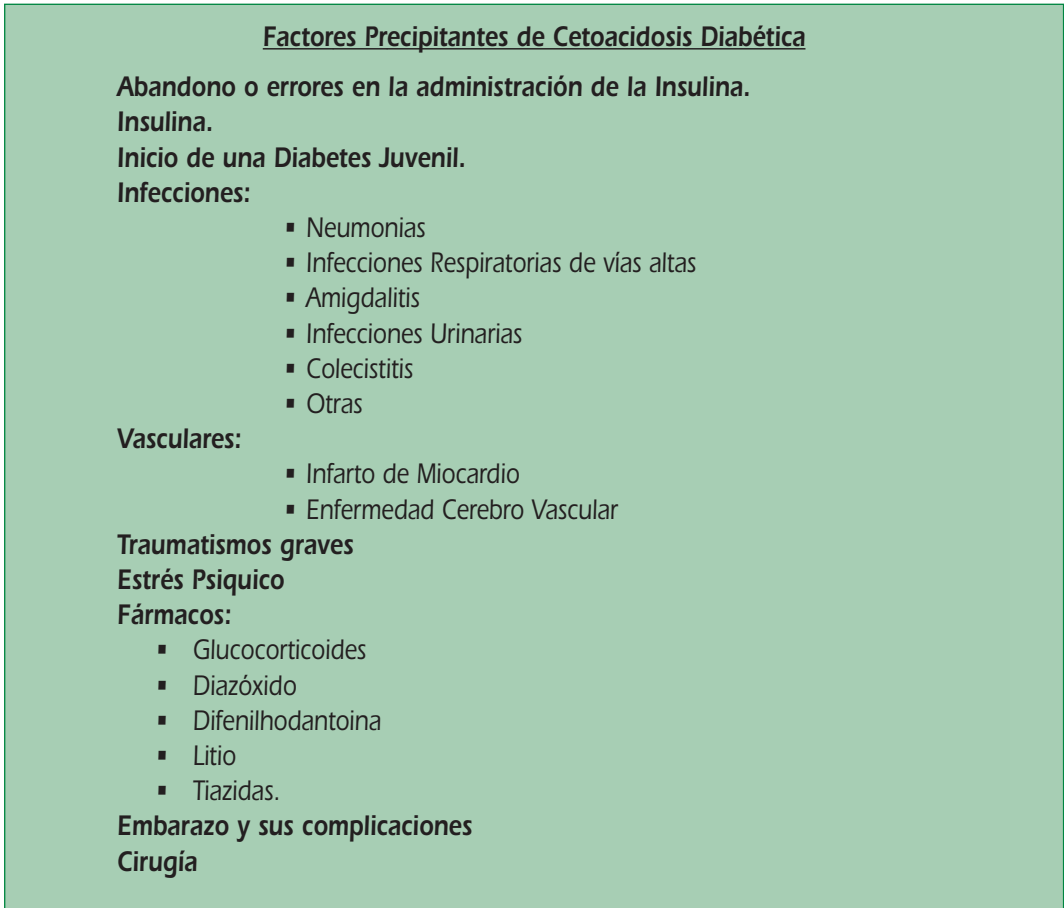 Factores Precipitantes de Cetoacidosis Diabética
Abandono o errores en la administración de la Insulina.
Insulina.
Inicio de una Diabetes Juvenil.
Infecciones:
▪ Neumonias
▪ Infecciones Respiratorias de vías altas
▪ Amigdalitis
▪ Infecciones Urinarias
▪ Colecistitis
▪ Otras
Vasculares:
▪ Infarto de Miocardio
▪ Enfermedad Cerebro Vascular
Traumatismos graves
Estrés Psiquico
Fármacos:
▪ Glucocorticoides
▪ Diazóxido
▪ Difenilhodantoina
▪ Litio
▪ Tiazidas.
Embarazo y sus complicaciones
Cirugía